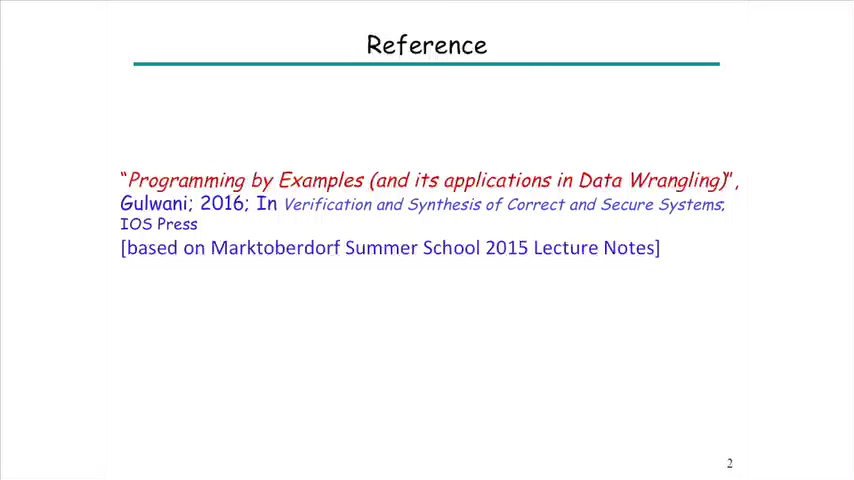 Reference
“Programming by Examples (and its applications in Data Wrangling)”,
Gulwani; 2016; In Verification and Synthesis of Correct and Secure Systems;
IOS Press
[based on Marktoberdorf Summer School 2015 Lecture Notes]
2